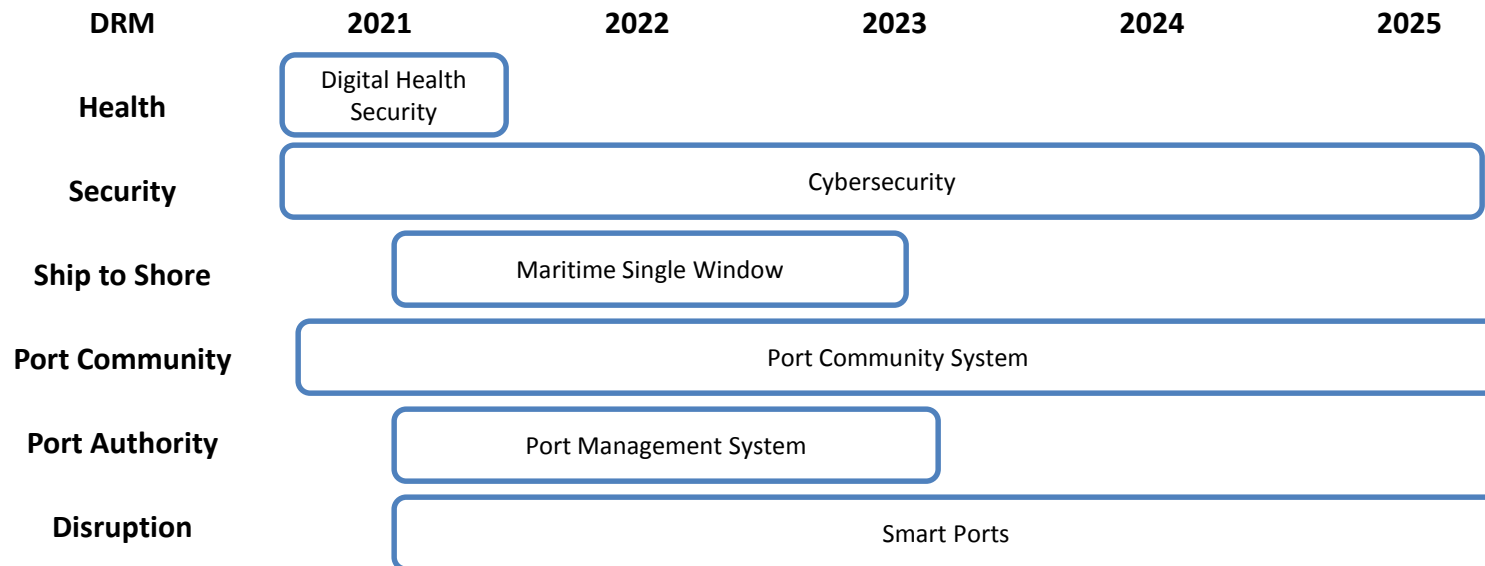 DRM 2021 2022 2023 2024 2025
Health
Digital Health
Security
Security
Cybersecurity
Ship to Shore
Maritime Single Window
Port Community
Port Community System
Port Authority
Port Management System
Disruption
Smart Ports